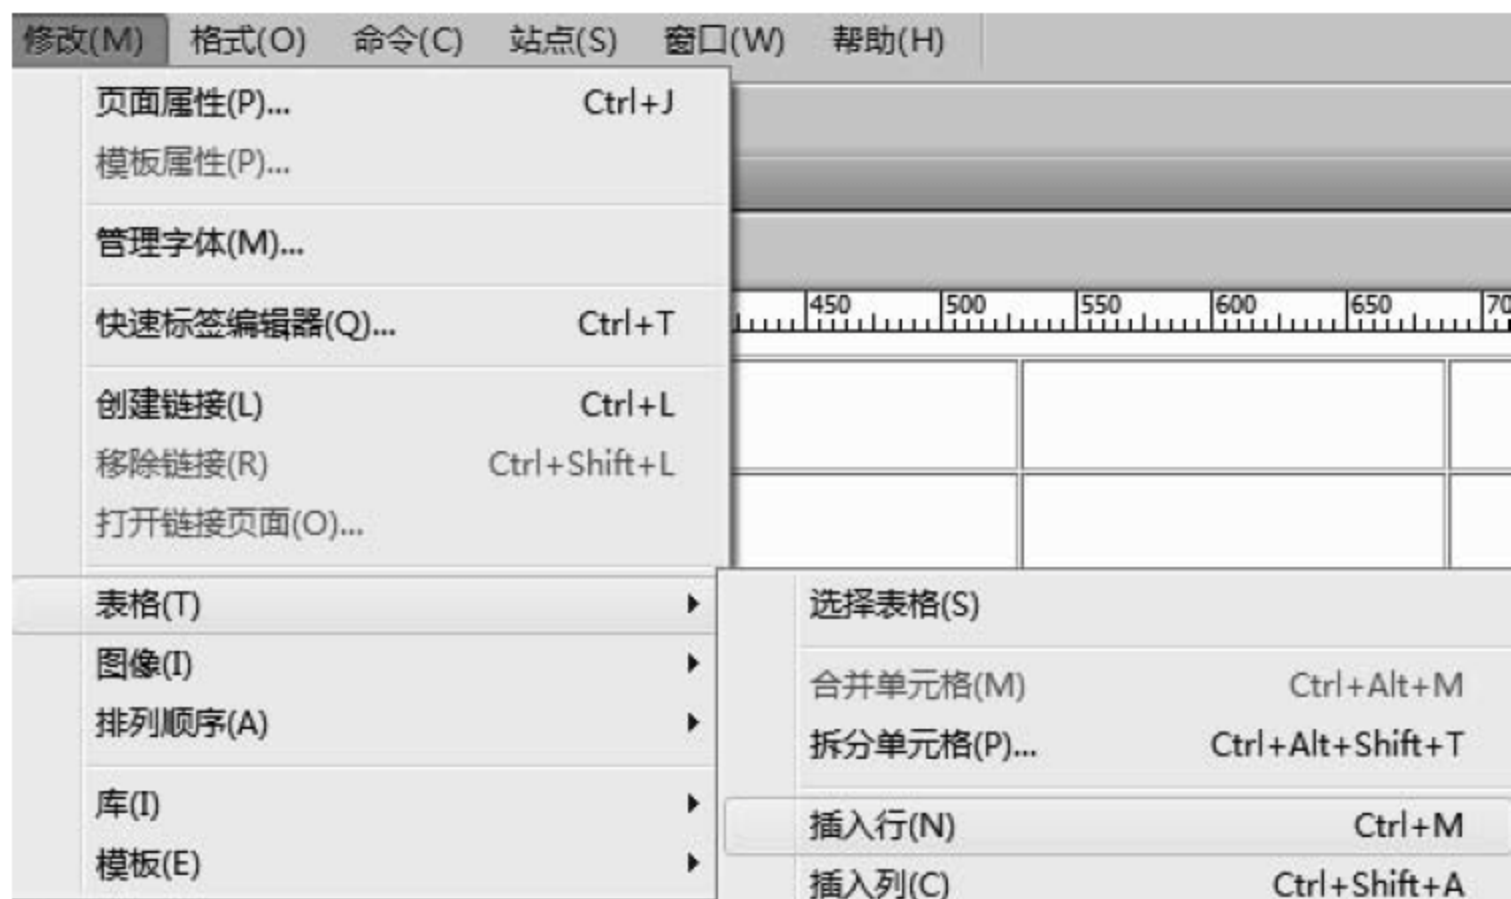 修改(M) 格式(O) 命令(C) 站点(S) 窗口(W) 帮助(H)
页面属性(P)... Ctrl+J
模板属性(P)...
管理字体(M)...
快速标签编辑器(Q)... Ctrl+T
创建链接(L) Ctrl+L
移除链接(R) Ctrl+Shift+L
打开链接页面(O)...
表格(T)
图像(I)
排列顺序(A)
库(I)
模板(E)
450 500 550 600 650 70
选择表格(S)
合并单元格(M) Ctrl+Alt+M
拆分单元格(P)... Ctrl+Alt+Shift+T
插入行(N) Ctrl+M
插入列(C) Ctrl+Shift+A